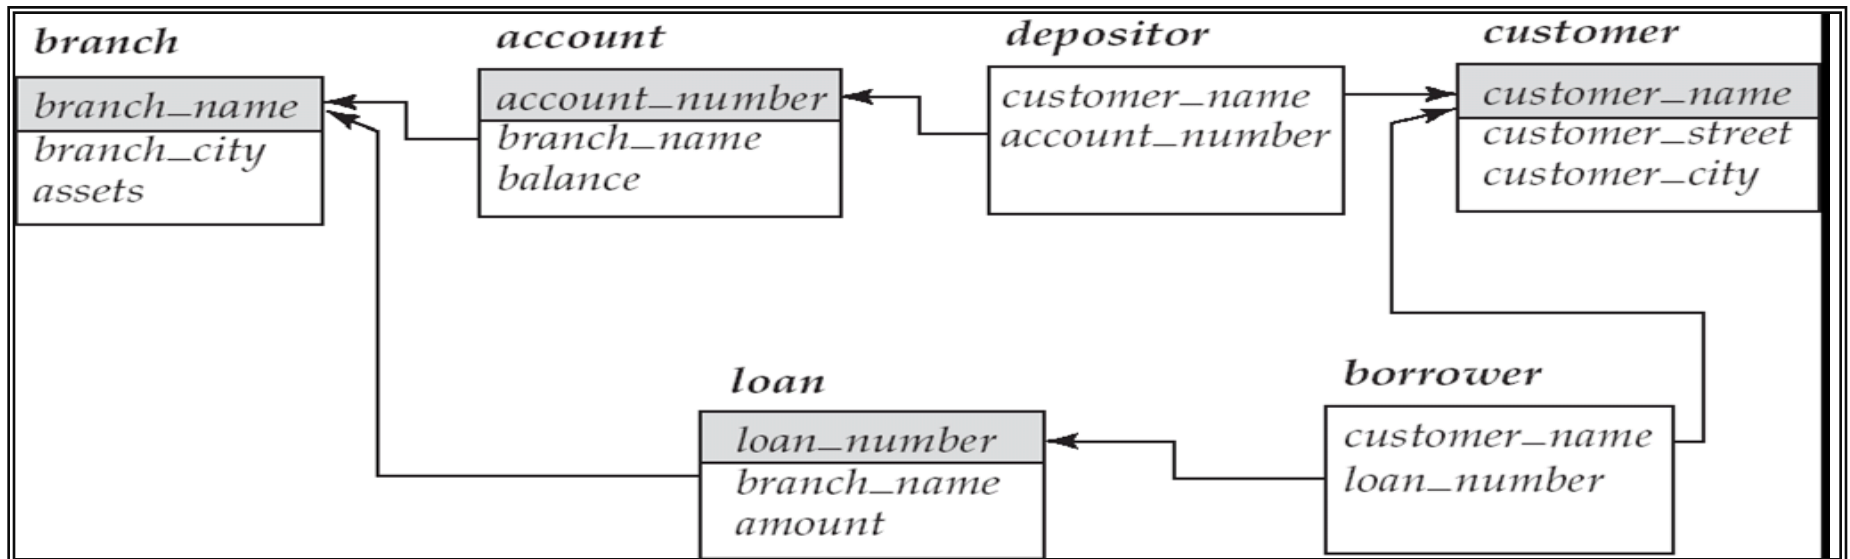 branch
branch_name
branch_city
assets
account
account_number
branch_name
balance
depositor
customer_name
account_number
customer
customer_name
customer_street
customer_city
loan
loan_number
branch_name
amount
borrower
customer_name
loan_number